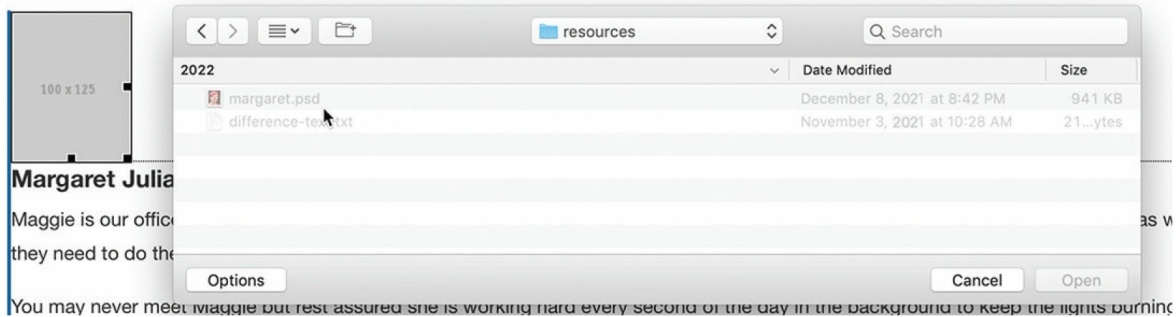 resources
Search
2022 Date Modified Size
margaret.psd December 8, 2021 at 8:42 PM 941 KB
difference-tex txt November 3, 2021 at 10:28 AM 21...ytes
100 x 125
Margaret Julia
Maggie is our offic as w
they need to do the
Options Cancel Open
You may never meet Maggie but rest assured she is working hard every second of the day in the background to keep the lights burning